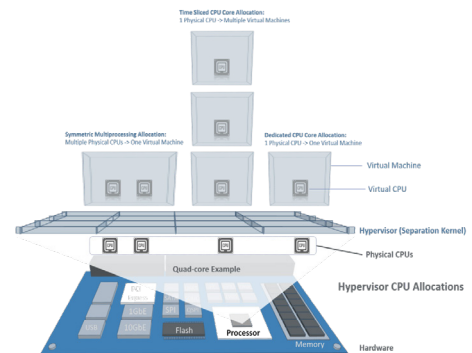 Time Sliced CPU Core Allocation:
1 Physical CPU -> Multiple Virtual Machines
Symmetric Multiprocessing Allocation:
Multiple Physical CPUs -> One Virtual Machine
Dedicated CPU Core Allocation:
1 Physical CPU -> One Virtual Machine
Virtual Machine
Virtual CPU
Hypervisor (Separation Kernel)
Physical CPUs
Quad-core Example
Hypervisor CPU Allocations
PCI
Express
1GbE
10GbE
USB
Flash
Processor
Memory
Hardware